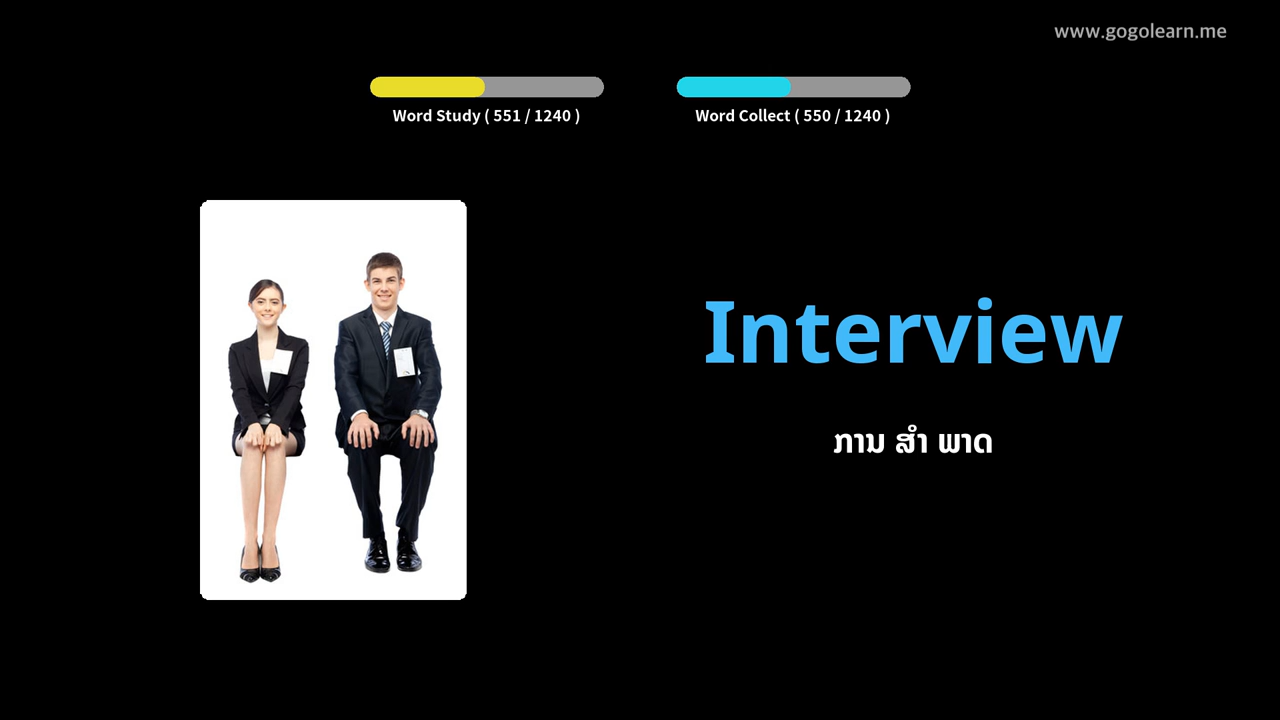 www.gogolearn.me
Word Study ( 551 / 1240 )
Word Collect ( 550 / 1240 )
Interview
ການ ສຳ ພາດ